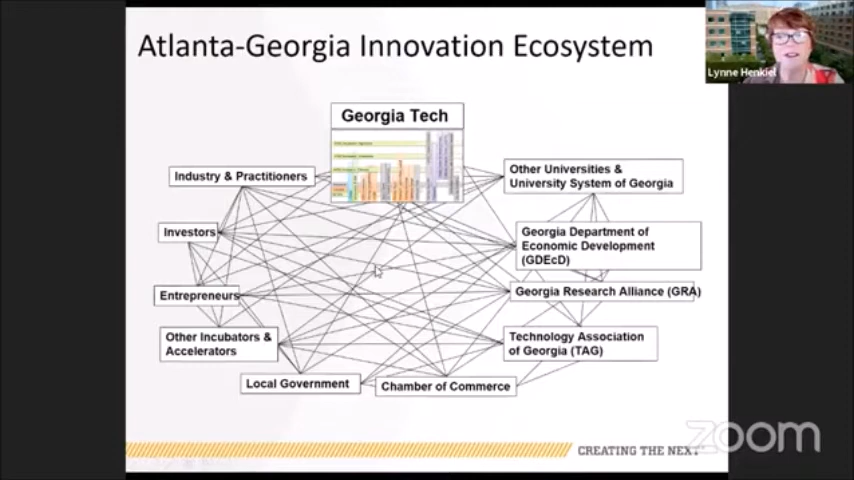 Atlanta-Georgia Innovation Ecosystem
Lynne Henkiel
Georgia Tech
Industry & Practitioners
Other Universities &
University System of Georgia
Investors
Georgia Department of
Economic Development
(GDEcD)
Entrepreneurs
Georgia Research Alliance (GRA)
Other Incubators &
Accelerators
Technology Association
of Georgia (TAG)
Local Government
Chamber of Commerce
CREATING THE NEXT
zoom